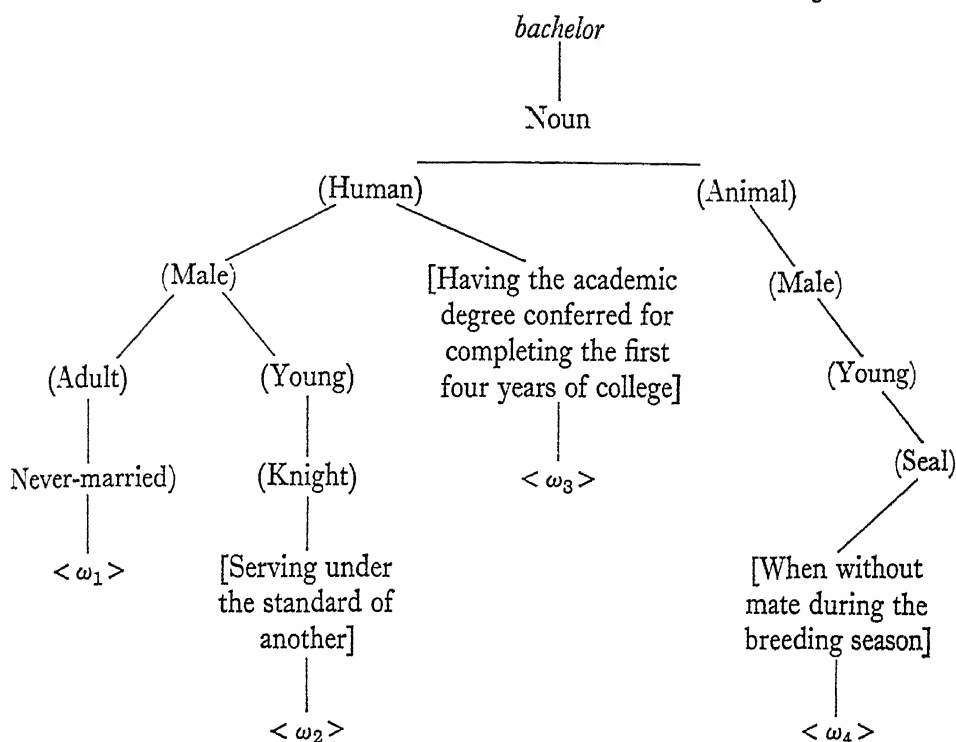 bachelor
Noun
(Human)
(Animal)
(Male)
[Having the academic
degree conferred for
completing the first
four years of college]
(Male)
(Adult)
(Young)
(Young)
Never-married)
(Knight)
< ω3 >
(Seal)
< ω1 >
[Serving under
the standard of
another]
[When without
mate during the
breeding season]
< ω2 >
< ω4 >